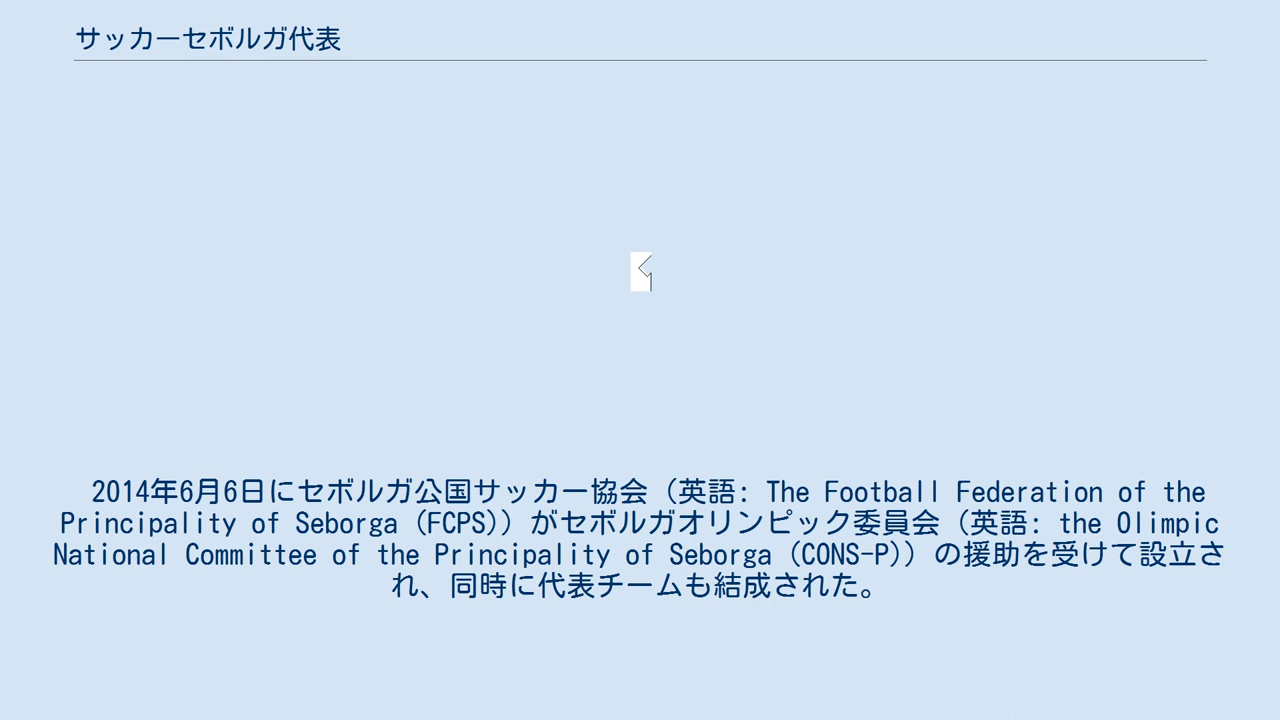 サッカーセボルガ代表
2014年6月6日にセボルガ公国サッカー協会（英語: The Football Federation of the
Principality of Seborga (FCPS)）がセボルガオリンピック委員会（英語: the Olimpic
National Committee of the Principality of Seborga (CONS-P)）の援助を受けて設立さ
れ、同時に代表チームも結成された。